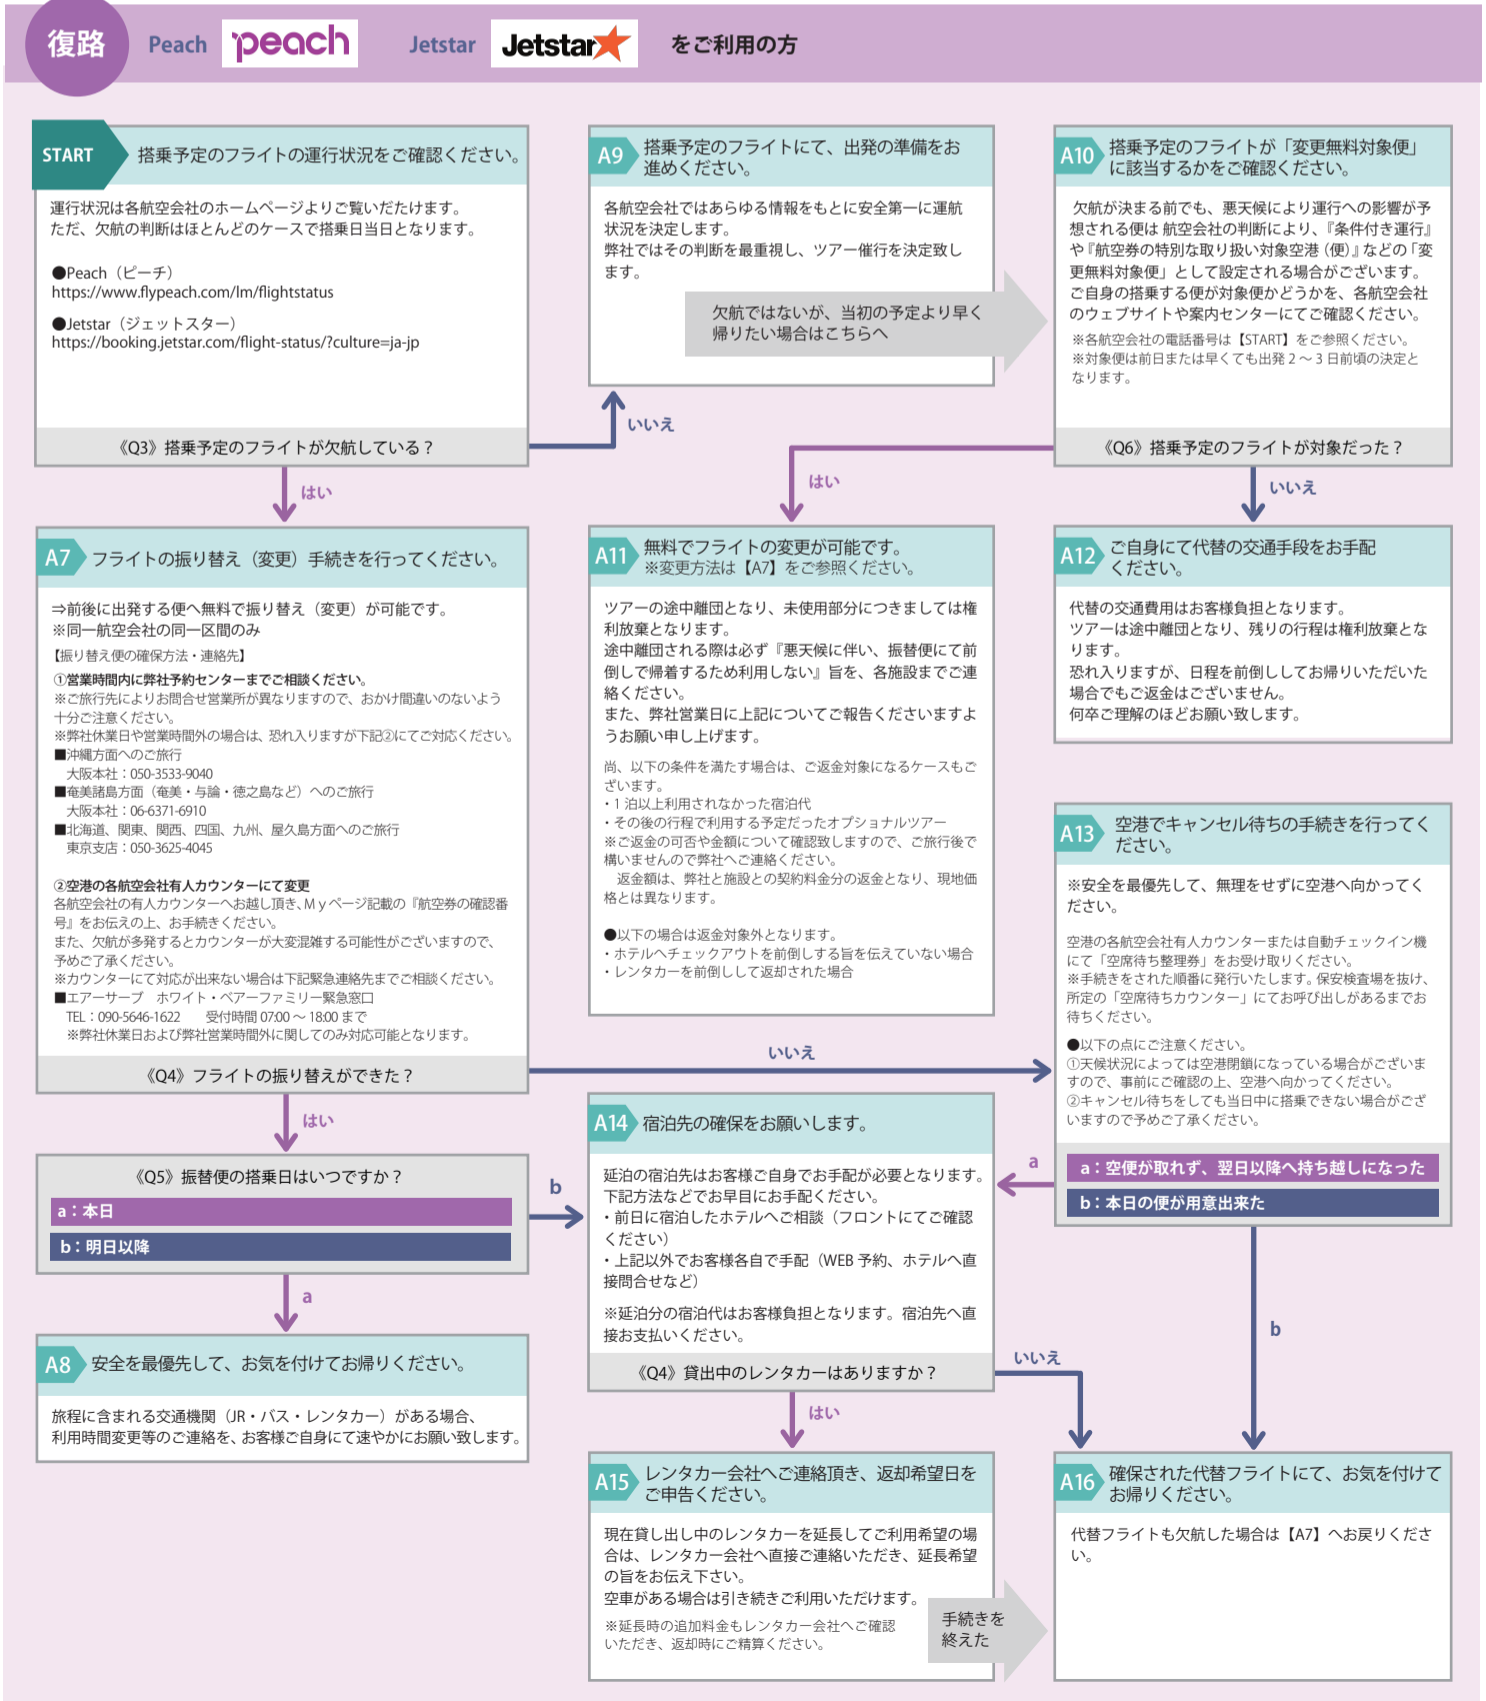 復路
Peach
peach
Jetstar
Jetstar
をご利用の方
START
搭乗予定のフライトの運行状況をご確認ください。
運行状況は各航空会社のホームページよりご覧いだたけます。
ただ、欠航の判断はほとんどのケースで搭乗日当日となります。
●Peach（ピーチ）
https://www.flypeach.com/lm/flightstatus
●Jetstar（ジェットスター）
https://booking.jetstar.com/flight-status/?culture=ja-jp
《Q3》搭乗予定のフライトが欠航している？
いいえ
はい
A9
搭乗予定のフライトにて、出発の準備をお
進めください。
各航空会社ではあらゆる情報をもとに安全第一に運航
状況を決定します。
弊社ではその判断を最重視し、ツアー催行を決定致し
ます。
欠航ではないが、当初の予定より早く
帰りたい場合はこちらへ
A10
搭乗予定のフライトが「変更無料対象便」
に該当するかをご確認ください。
欠航が決まる前でも、悪天候により運行への影響が予
想される便は 航空会社の判断により、『条件付き運行』
や『航空券の特別な取り扱い対象空港（便）』などの「変
更無料対象便」として設定される場合がございます。
ご自身の搭乗する便が対象便かどうかを、各航空会社
のウェブサイトや案内センターにてご確認ください。
※各航空会社の電話番号は【START】をご参照ください。
※対象便は前日または早くても出発 2 〜 3 日前頃の決定と
なります。
《Q6》搭乗予定のフライトが対象だった？
はい
いいえ
A7
フライトの振り替え（変更）手続きを行ってください。
⇒前後に出発する便へ無料で振り替え（変更）が可能です。
※同一航空会社の同一区間のみ
【振り替え便の確保方法・連絡先】
①営業時間内に弊社予約センターまでご相談ください。
※ご旅行先によりお問合せ営業所が異なりますので、おかけ間違いのないよう
十分ご注意ください。
※弊社休業日や営業時間外の場合は、恐れ入りますが下記②にてご対応ください。
■沖縄方面へのご旅行
大阪本社：050-3533-9040
■奄美諸島方面（奄美・与論・徳之島など）へのご旅行
大阪本社：06-6371-6910
■北海道、関東、関西、四国、九州、屋久島方面へのご旅行
東京支店：050-3625-4045
②空港の各航空会社有人カウンターにて変更
各航空会社の有人カウンターへお越し頂き、Ｍｙページ記載の『航空券の確認番
号』をお伝えの上、お手続きください。
また、欠航が多発するとカウンターが大変混雑する可能性がございますので、
予めご了承ください。
※カウンターにて対応が出来ない場合は下記緊急連絡先までご相談ください。
■エアーサーブ　ホワイト・ベアーファミリー緊急窓口
TEL：090-5646-1622　　受付時間 07:00 〜 18:00 まで
※弊社休業日および弊社営業時間外に関してのみ対応可能となります。
《Q4》フライトの振り替えができた？
いいえ
はい
A11
無料でフライトの変更が可能です。
※変更方法は【A7】をご参照ください。
ツアーの途中離団となり、未使用部分につきましては権
利放棄となります。
途中離団される際は必ず『悪天候に伴い、振替便にて前
倒しで帰着するため利用しない』旨を、各施設までご連
絡ください。
また、弊社営業日に上記についてご報告くださいますよ
うお願い申し上げます。
尚、以下の条件を満たす場合は、ご返金対象になるケースもご
ざいます。
・1 泊以上利用されなかった宿泊代
・その後の行程で利用する予定だったオプショナルツアー
※ご返金の可否や金額について確認致しますので、ご旅行後で
構いませんので弊社へご連絡ください。
返金額は、弊社と施設との契約料金分の返金となり、現地価
格とは異なります。
●以下の場合は返金対象外となります。
・ホテルへチェックアウトを前倒しする旨を伝えていない場合
・レンタカーを前倒しして返却された場合
A12
ご自身にて代替の交通手段をお手配
ください。
代替の交通費用はお客様負担となります。
ツアーは途中離団となり、残りの行程は権利放棄とな
ります。
恐れ入りますが、日程を前倒ししてお帰りいただいた
場合でもご返金はございません。
何卒ご理解のほどお願い致します。
A13
空港でキャンセル待ちの手続きを行ってく
ださい。
※安全を最優先して、無理をせずに空港へ向かってく
ださい。
空港の各航空会社有人カウンターまたは自動チェックイン機
にて「空席待ち整理券」をお受け取りください。
※手続きをされた順番に発行いたします。保安検査場を抜け、
所定の「空席待ちカウンター」にてお呼び出しがあるまでお
待ちください。
●以下の点にご注意ください。
①天候状況によっては空港閉鎖になっている場合がございま
すので、事前にご確認の上、空港へ向かってください。
②キャンセル待ちをしても当日中に搭乗できない場合がござ
いますので予めご了承ください。
a：空便が取れず、翌日以降へ持ち越しになった
b：本日の便が用意出来た
a
b
《Q5》振替便の搭乗日はいつですか？
a：本日
b：明日以降
b
a
A14
宿泊先の確保をお願いします。
延泊の宿泊先はお客様ご自身でお手配が必要となります。
下記方法などでお早目にお手配ください。
・前日に宿泊したホテルへご相談（フロントにてご確認
ください）
・上記以外でお客様各自で手配（WEB 予約、ホテルへ直
接問合せなど）
※延泊分の宿泊代はお客様負担となります。宿泊先へ直
接お支払いください。
《Q4》貸出中のレンタカーはありますか？
いいえ
はい
A8
安全を最優先して、お気を付けてお帰りください。
旅程に含まれる交通機関（JR・バス・レンタカー）がある場合、
利用時間変更等のご連絡を、お客様ご自身にて速やかにお願い致します。
A15
レンタカー会社へご連絡頂き、返却希望日を
ご申告ください。
現在貸し出し中のレンタカーを延長してご利用希望の場
合は、レンタカー会社へ直接ご連絡いただき、延長希望
の旨をお伝え下さい。
空車がある場合は引き続きご利用いただけます。
※延長時の追加料金もレンタカー会社へご確認
いただき、返却時にご精算ください。
手続きを
終えた
A16
確保された代替フライトにて、お気を付けて
お帰りください。
代替フライトも欠航した場合は【A7】へお戻りくださ
い。